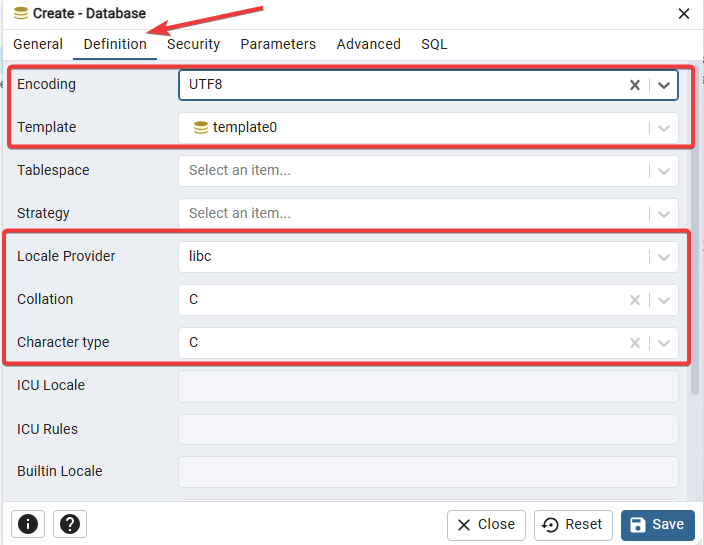 Create - Database
General Definition Security Parameters Advanced SQL
Encoding UTF8
Template template0
Tablespace Select an item...
Strategy Select an item...
Locale Provider libc
Collation C
Character type C
ICU Locale
ICU Rules
Builtin Locale
Close Reset Save